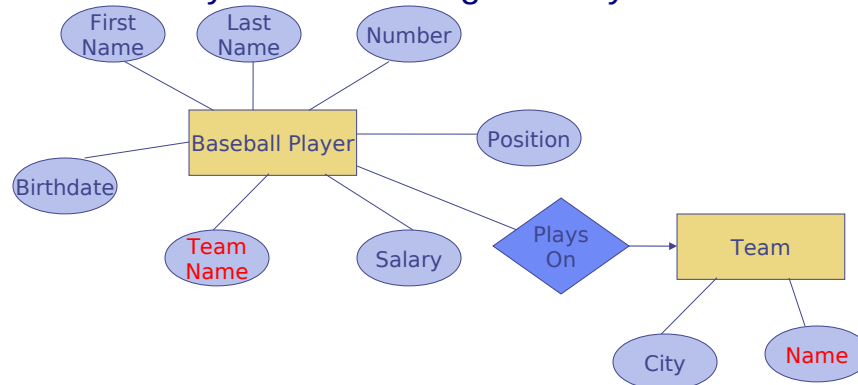 First
Name
Last
Name
Number
Baseball Player
Position
Birthdate
Team
Name
Salary
Plays
On
Team
City
Name